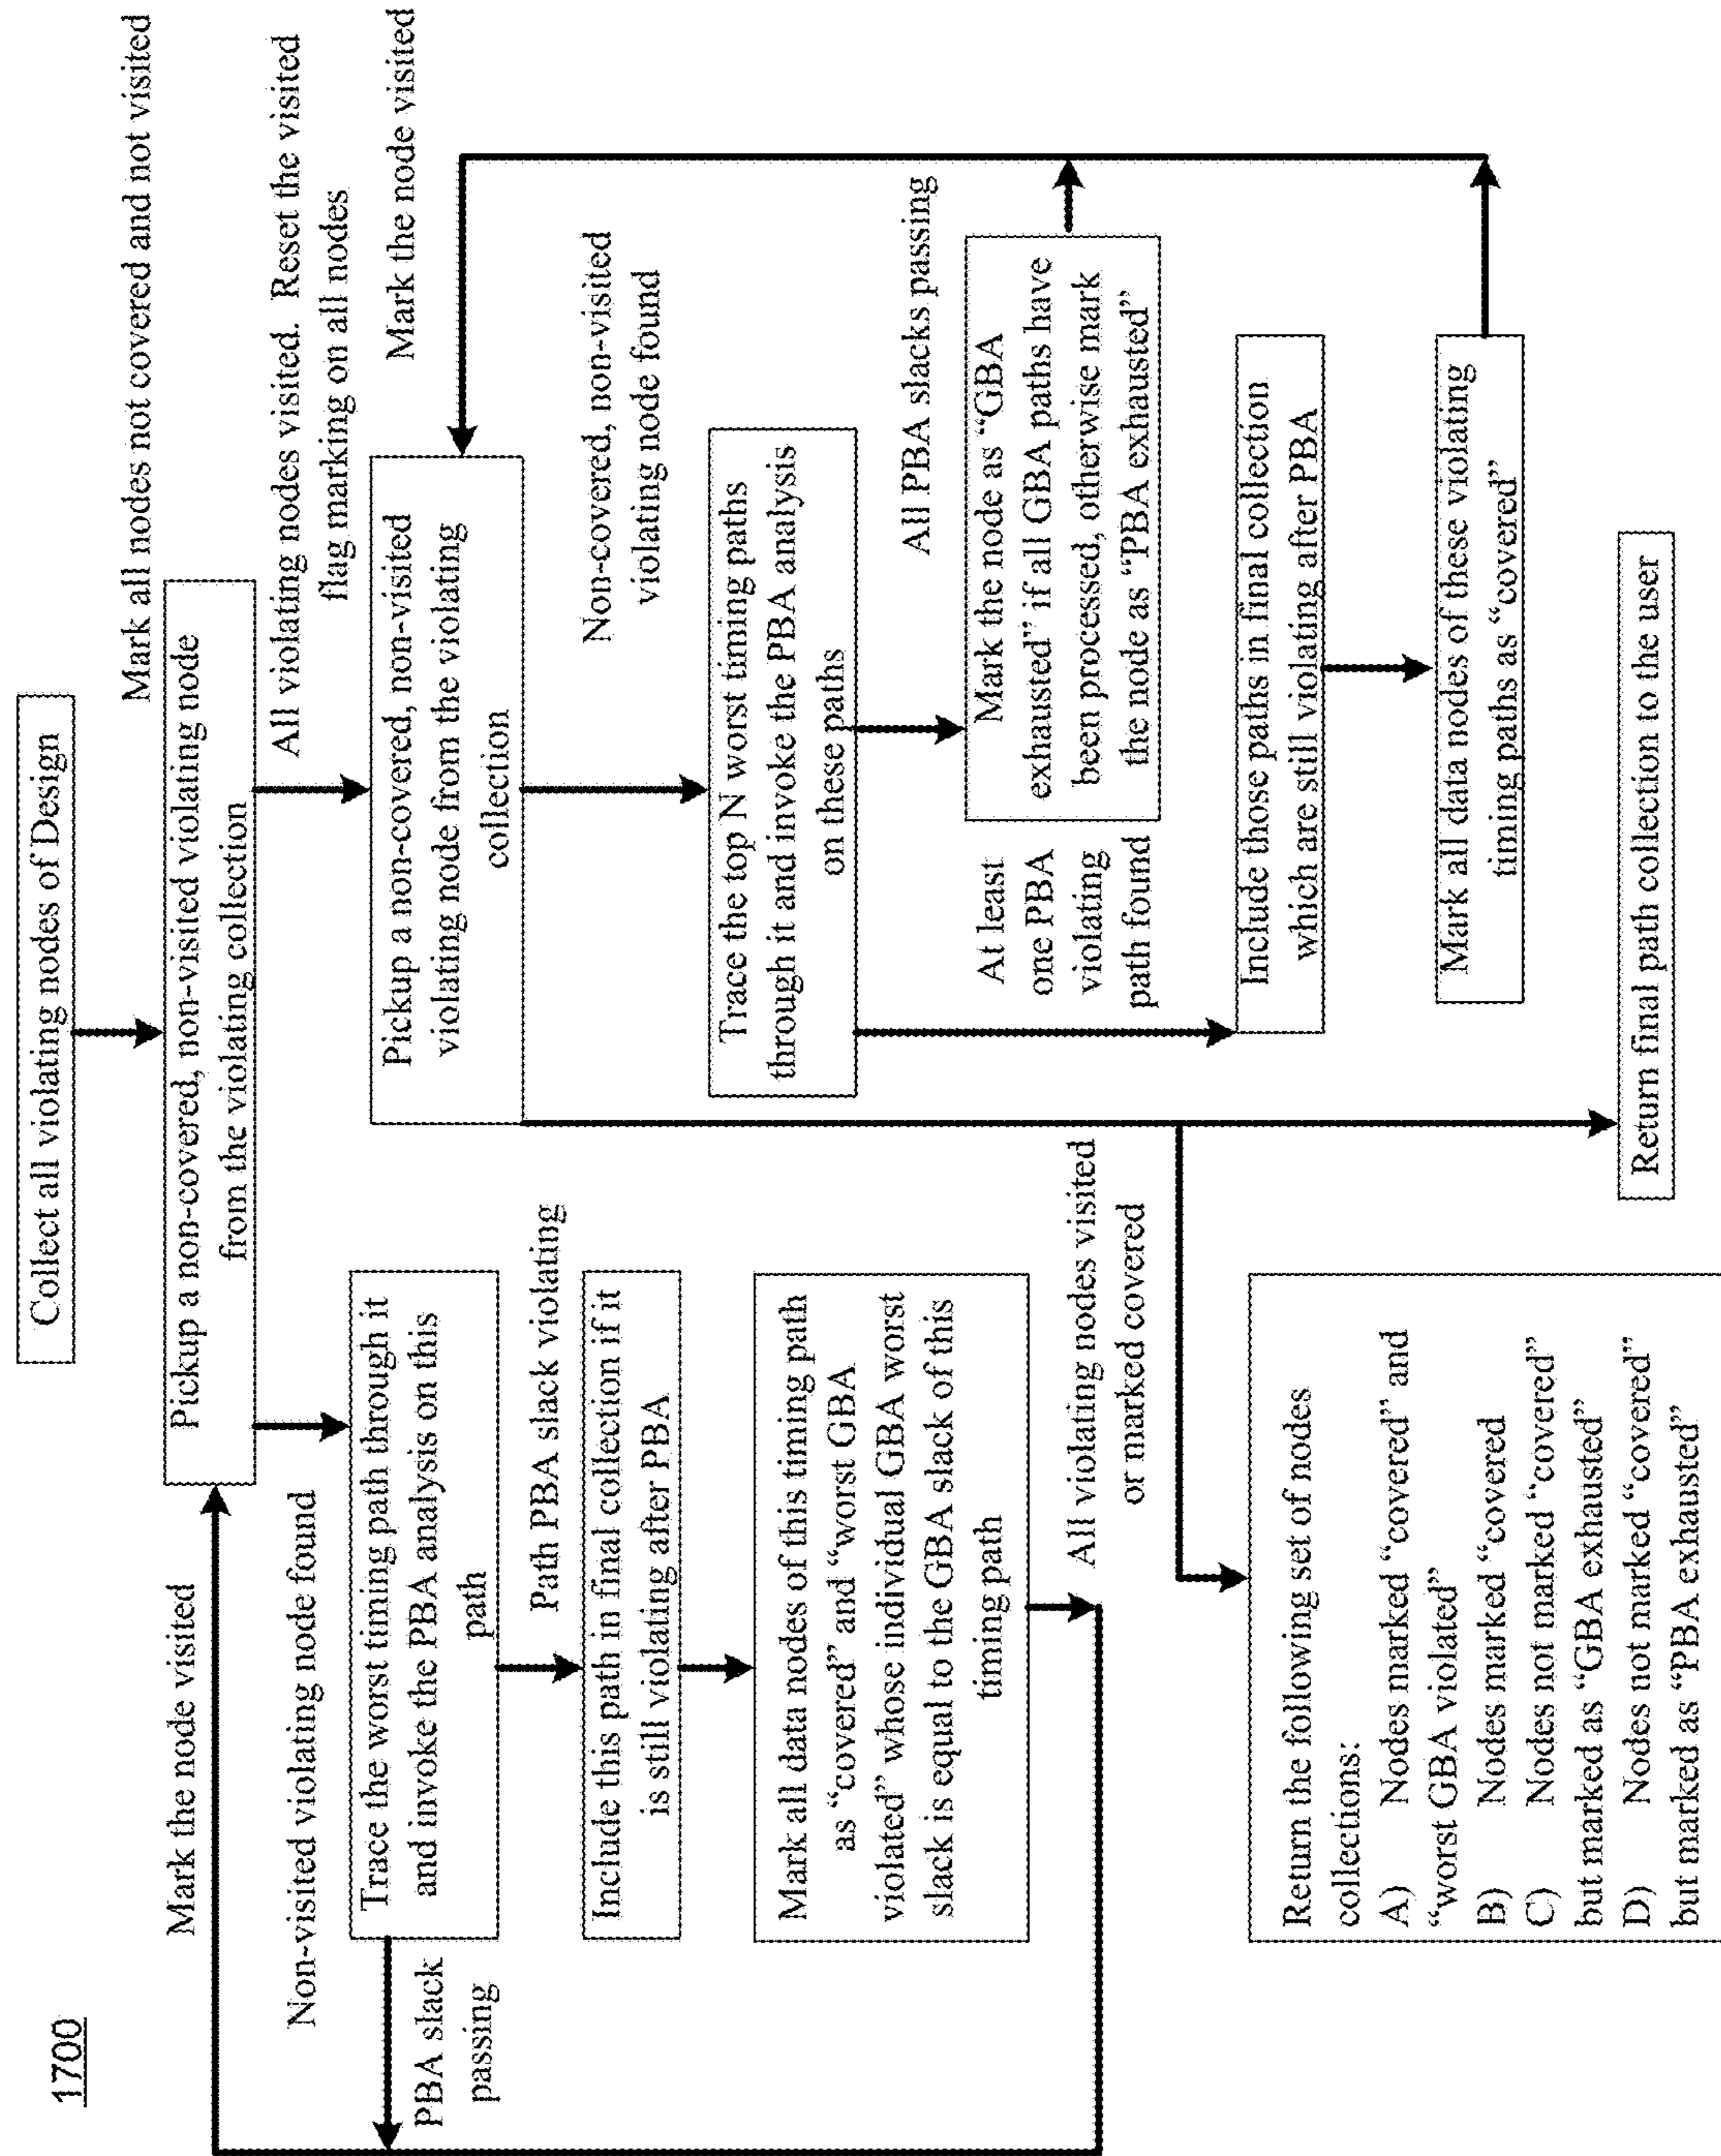 1700
Collect all violating nodes of Design
Mark all nodes not covered and not visited
Mark the node visited
Pickup a non-covered, non-visited violating node
from the violating collection
Non-visited violating node found
All violating nodes visited.  Reset the visited
flag marking on all nodes
Trace the worst timing path through it
and invoke the PBA analysis on this
path
PBA slack
passing
Path PBA slack violating
Include this path in final collection if it
is still violating after PBA
Mark all data nodes of this timing path
as “covered” and “worst GBA
violated” whose individual GBA worst
slack is equal to the GBA slack of this
timing path
Pickup a non-covered, non-visited
violating node from the violating
collection
Mark the node visited
Non-covered, non-visited
violating node found
Trace the top N worst timing paths
through it and invoke the PBA analysis
on these paths
All PBA slacks passing
Mark the node as “GBA
exhausted” if all GBA paths have
been processed, otherwise mark
the node as “PBA exhausted”
At least
one PBA
violating
path found
Include those paths in final collection
which are still violating after PBA
Mark all data nodes of these violating
timing paths as “covered”
All violating nodes visited
or marked covered
Return the following set of nodes
collections:
A) Nodes marked “covered” and
“worst GBA violated”
B) Nodes marked “covered
C) Nodes not marked “covered”
but marked as “GBA exhausted”
D) Nodes not marked “covered”
but marked as “PBA exhausted”
Return final path collection to the user